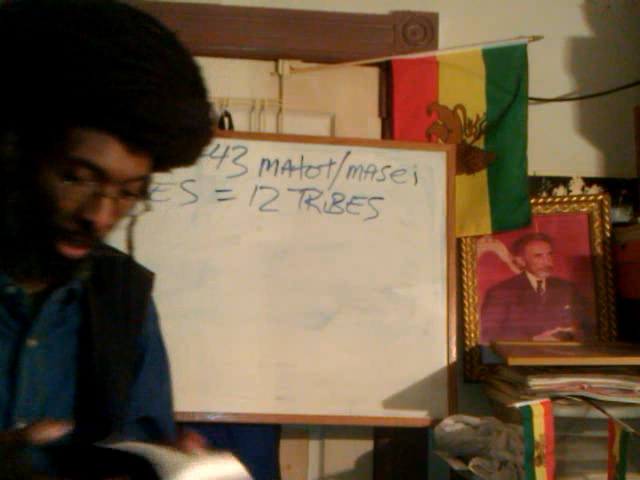 -43 MAtOt/MASEi
ES = 12 TRiBES